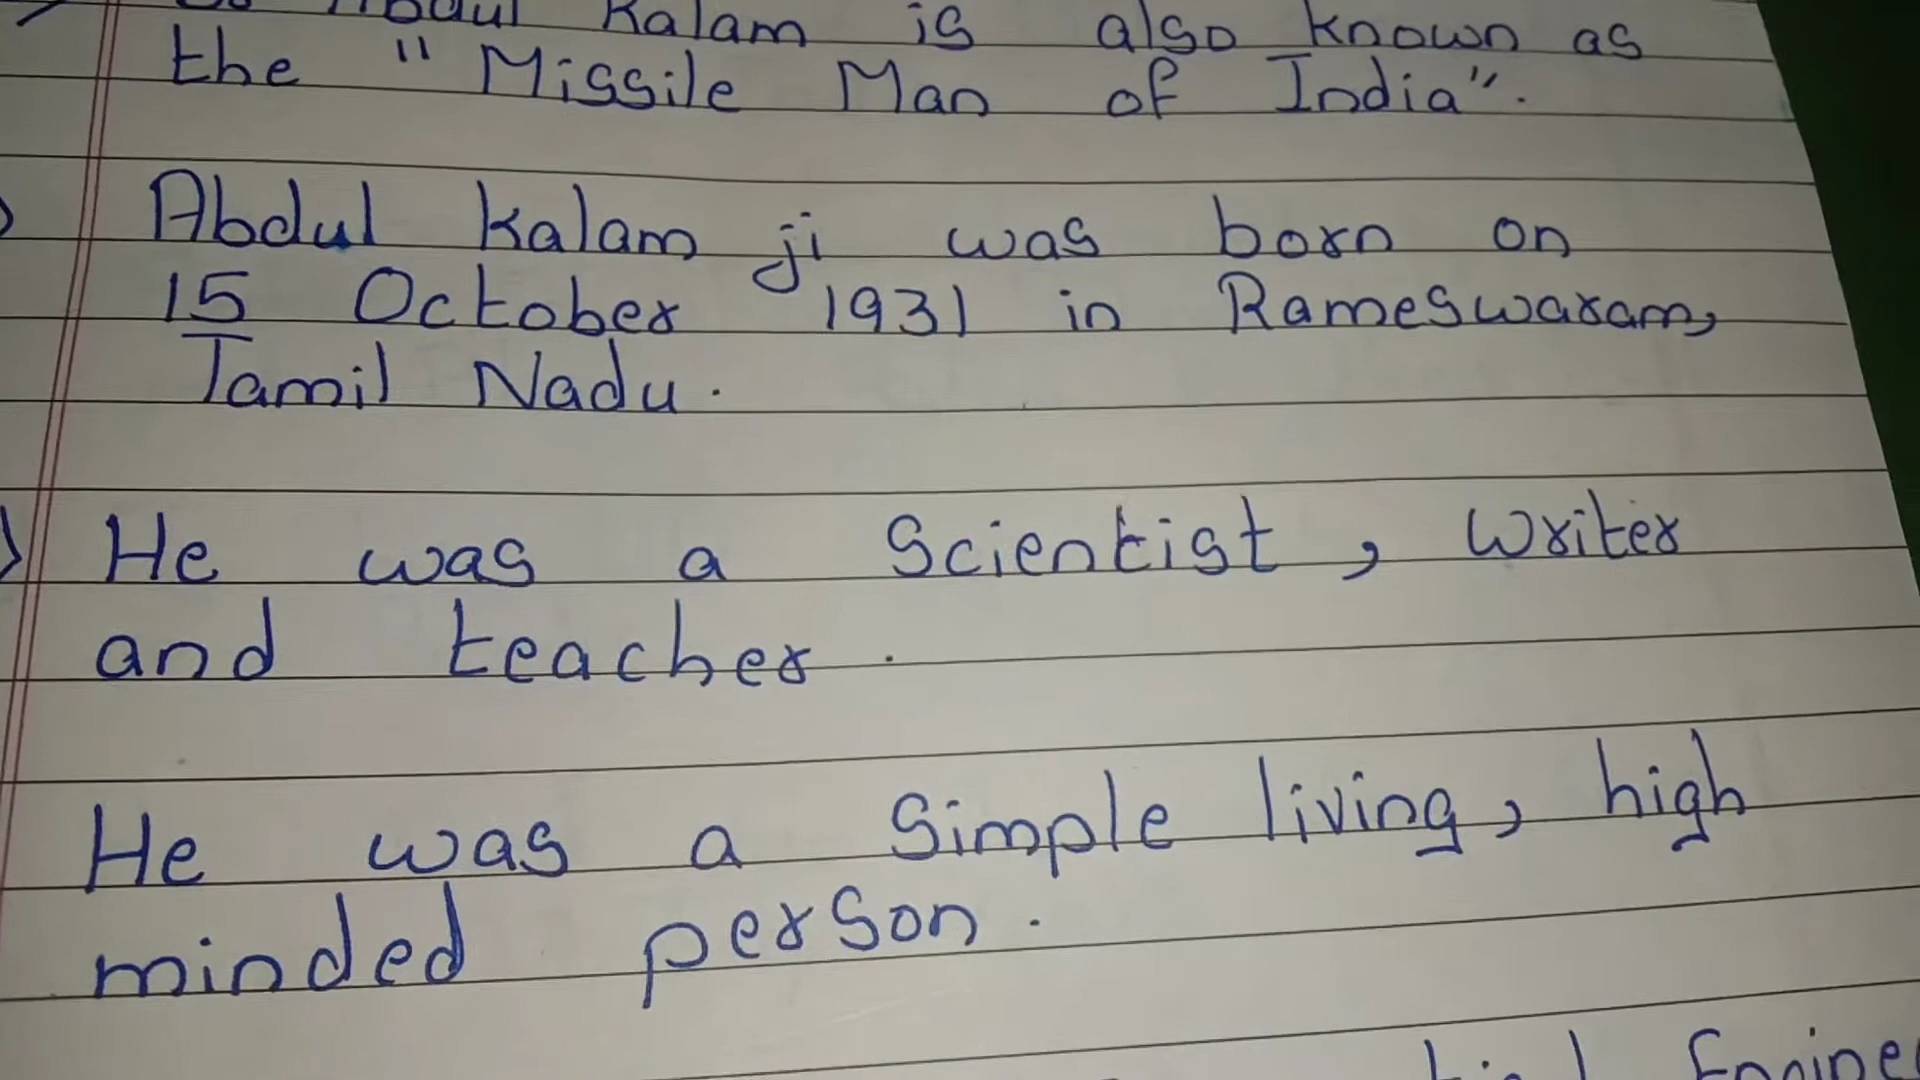 Abdul Kalam is also known as
the "Missile Man of India".
Abdul Kalam ji was born on
15 October 1931 in Rameswaram,
Tamil Nadu.
He was a Scientist, Writer
and teacher.
He was a Simple living, high
minded person.